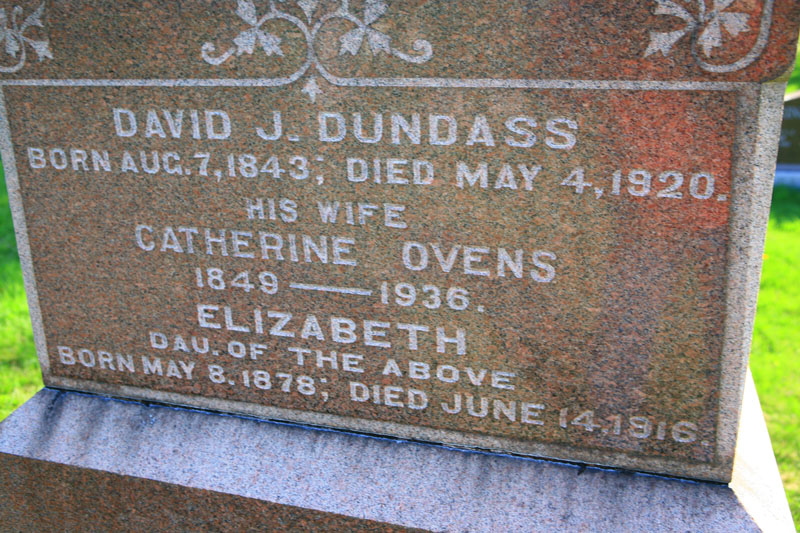 DAVID J. DUNDASS
BORN AUG. 7, 1843; DIED MAY 4, 1920.
HIS WIFE
CATHERINE OVENS
1849 — 1936.
ELIZABETH
DAU. OF THE ABOVE
BORN MAY 8, 1878; DIED JUNE 14, 1916.